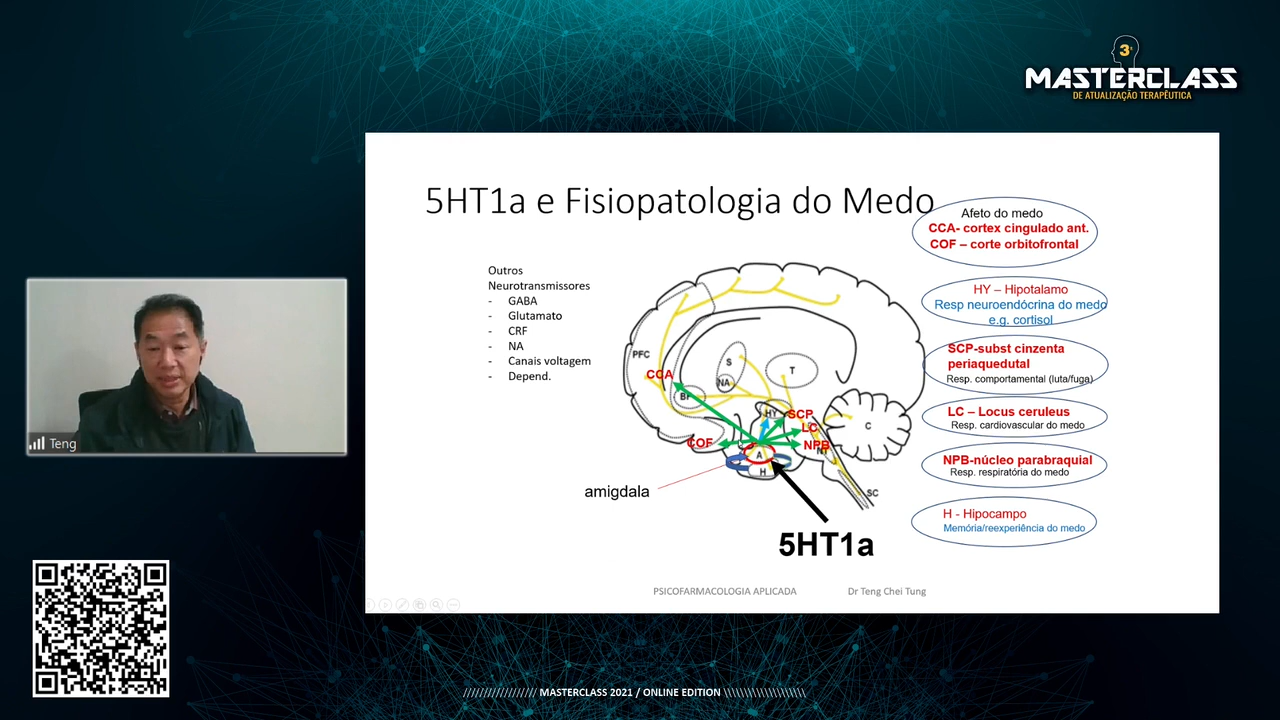 3ª
MASTERCLASS
DE ATUALIZAÇÃO TERAPÊUTICA
5HT1a e Fisiopatologia do Medo
Outros
Neurotransmissores
- GABA
- Glutamato
- CRF
- NA
- Canais voltagem
- Depend.
Afeto do medo
CCA- cortex cingulado ant.
COF – corte orbitofrontal
HY – Hipotalamo
Resp neuroendócrina do medo
e.g. cortisol
SCP-subst cinzenta
periaquedutal
Resp. comportamental (luta/fuga)
LC – Locus ceruleus
Resp. cardiovascular do medo
NPB-núcleo parabraquial
Resp. respiratória do medo
H - Hipocampo
Memória/reexperiência do medo
PFC
CCA
S
NA
BF
T
HY
SCP
LC
COF
NPB
NT
C
A
H
SC
amigdala
5HT1a
PSICOFARMACOLOGIA APLICADA
Dr Teng Chei Tung
Teng
////////////////// MASTERCLASS 2021 / ONLINE EDITION \\\\\\\\\\\\\\\\\\\\